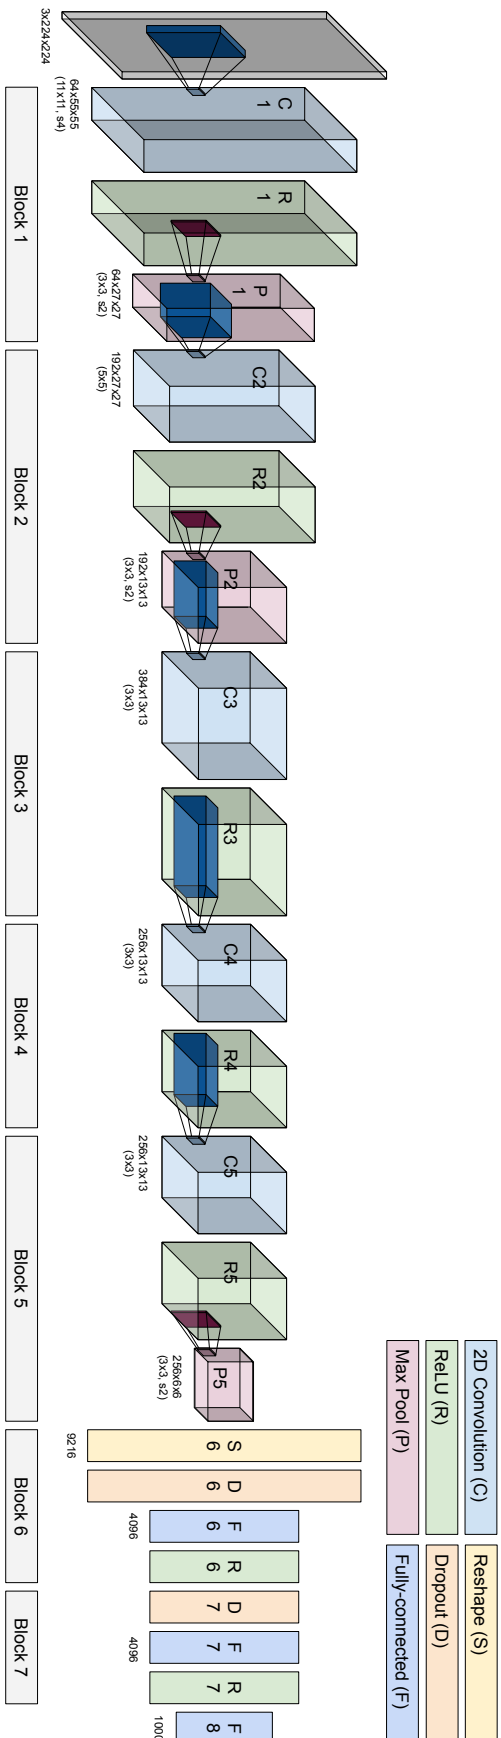 3x224x224
C
1
64x55x55
(11x11, s4)
R
1
P
1
64x27x27
(3x3, s2)
Block 1
C2
192x27x27
(5x5)
R2
P2
192x13x13
(3x3, s2)
Block 2
C3
384x13x13
(3x3)
R3
Block 3
C4
256x13x13
(3x3)
R4
Block 4
C5
256x13x13
(3x3)
R5
P5
256x6x6
(3x3, s2)
Block 5
S
6
9216
D
6
F
6
4096
R
6
Block 6
D
7
F
7
4096
R
7
Block 7
F
8
2D Convolution (C)
ReLU (R)
Max Pool (P)
Reshape (S)
Dropout (D)
Fully-connected (F)